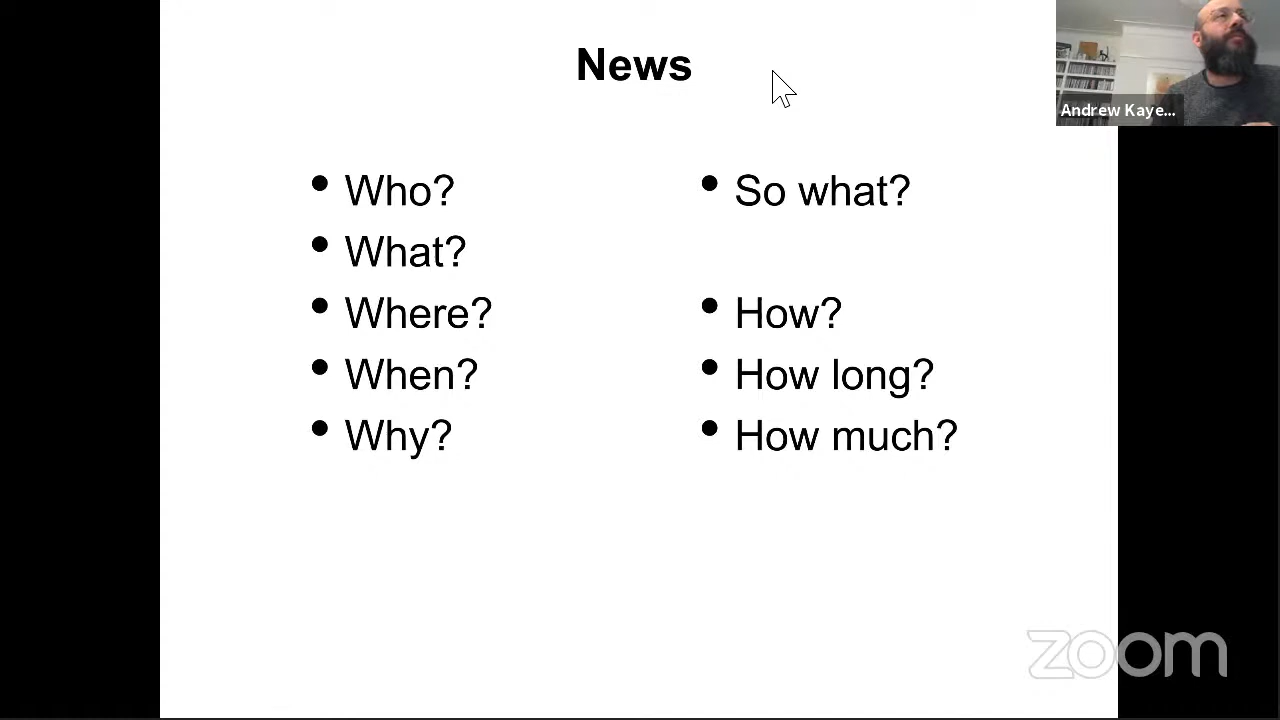 News
Andrew Kaye...
• Who?
• What?
• Where?
• When?
• Why?
• So what?
• How?
• How long?
• How much?
zoom